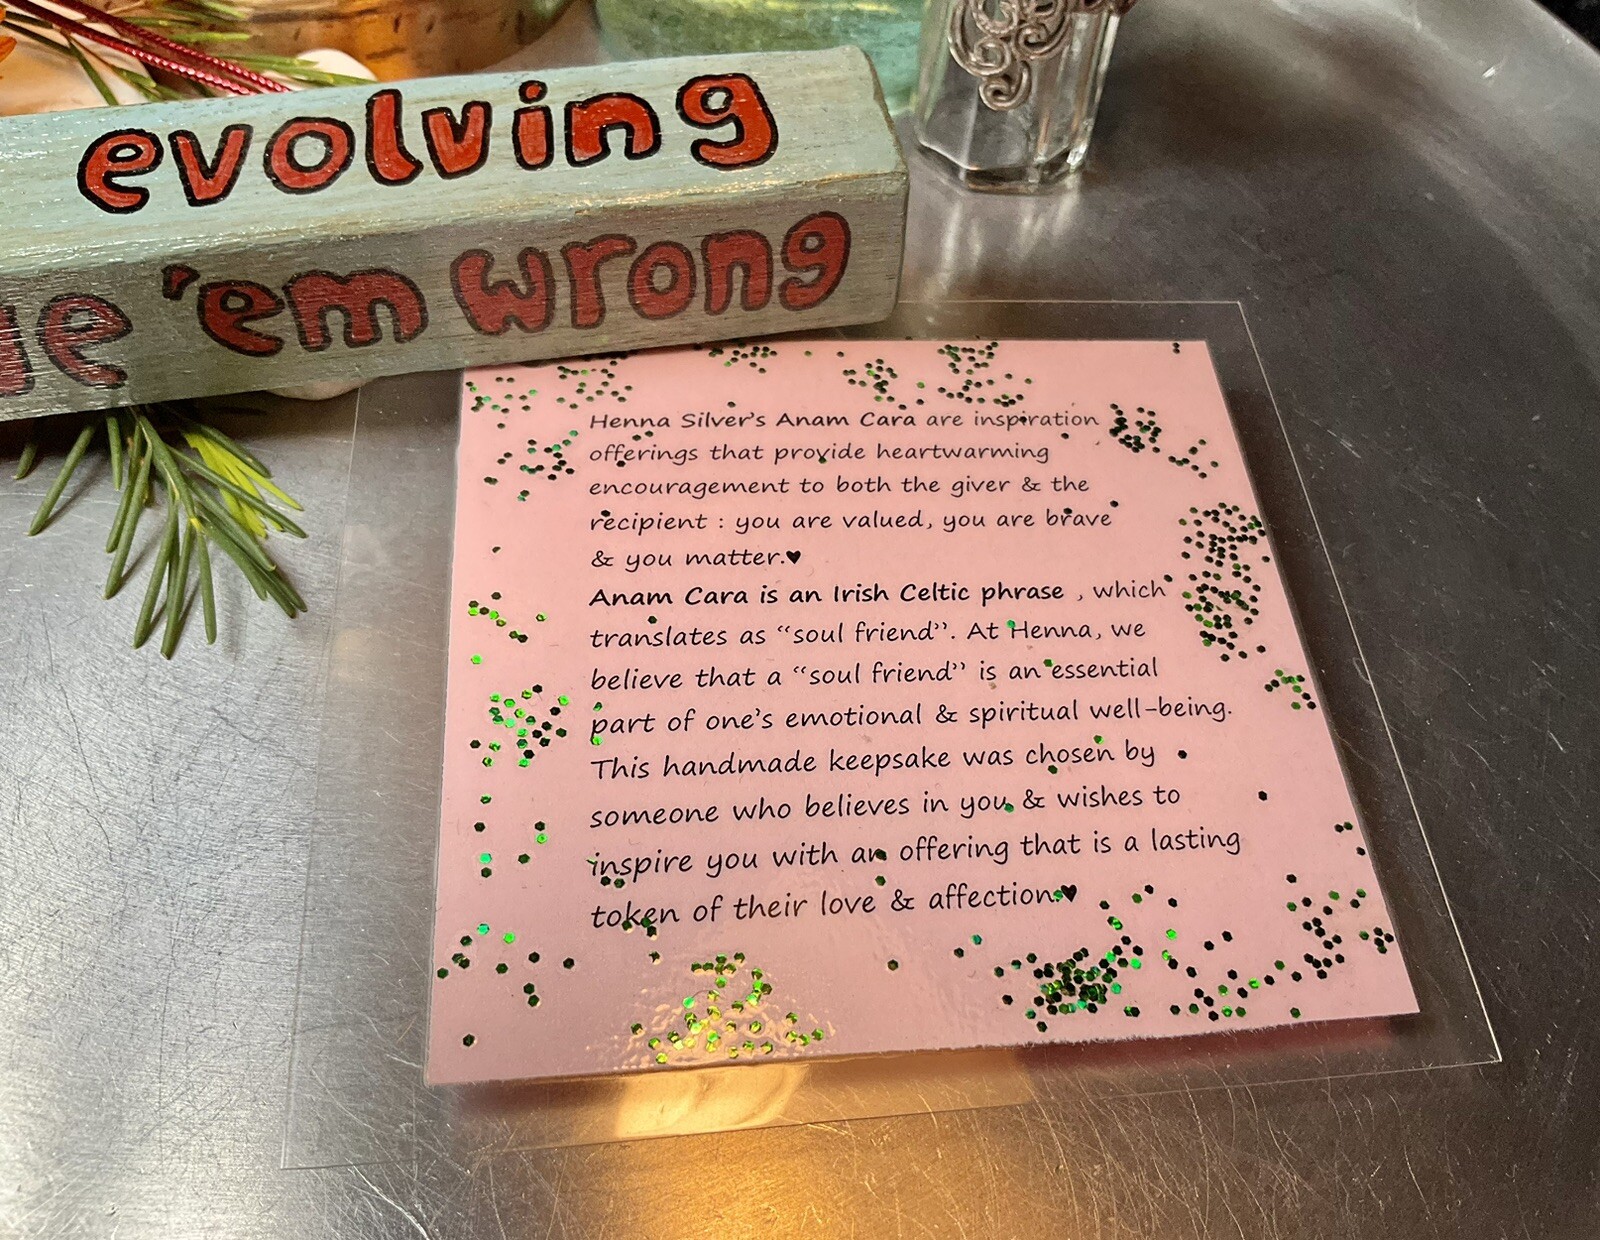 evolving
'em wrong
Henna Silver's Anam Cara are inspiration
offerings that provide heartwarming
encouragement to both the giver & the
recipient : you are valued, you are brave
& you matter.♥
Anam Cara is an Irish Celtic phrase , which
translates as “soul friend”. At Henna, we
believe that a “soul friend” is an essential
part of one's emotional & spiritual well-being.
This handmade keepsake was chosen by
someone who believes in you & wishes to
inspire you with an offering that is a lasting
token of their love & affection.♥